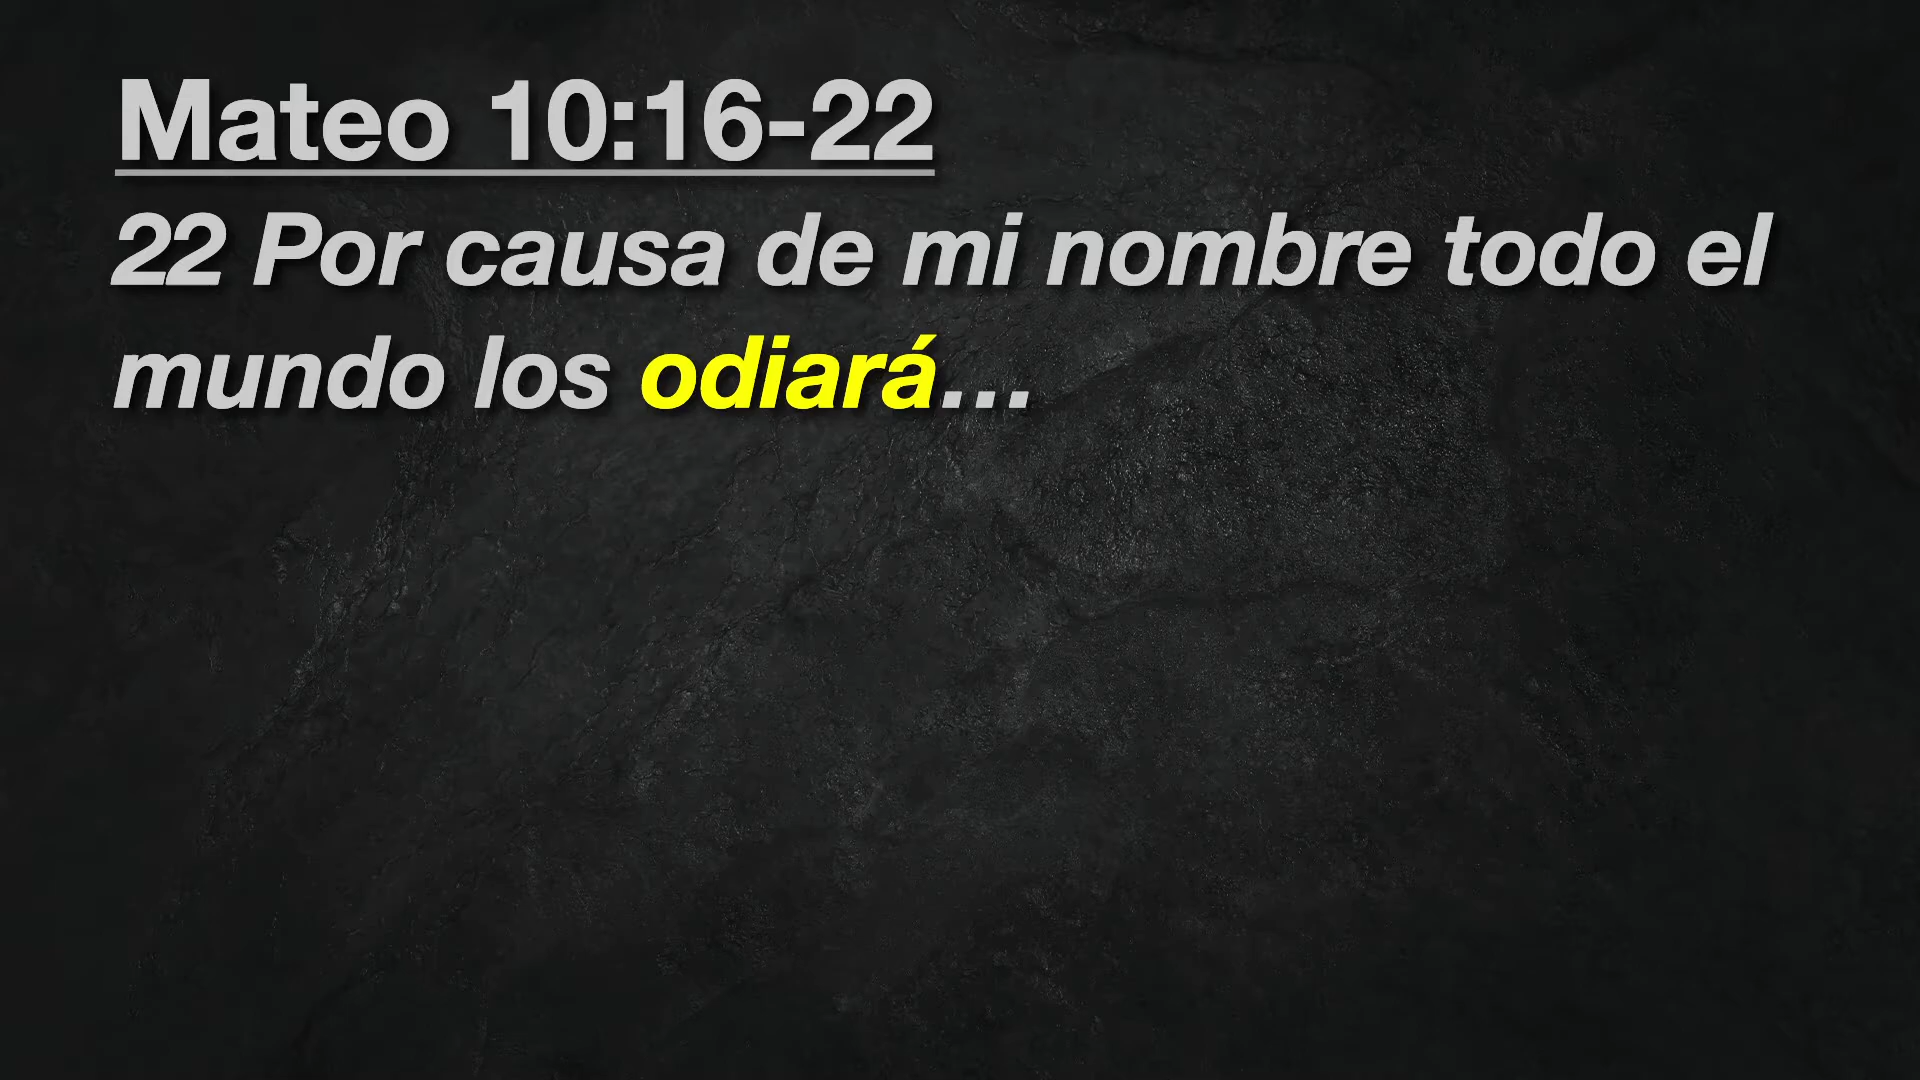 Mateo 10:16-22
22 Por causa de mi nombre todo el
mundo los odiará...